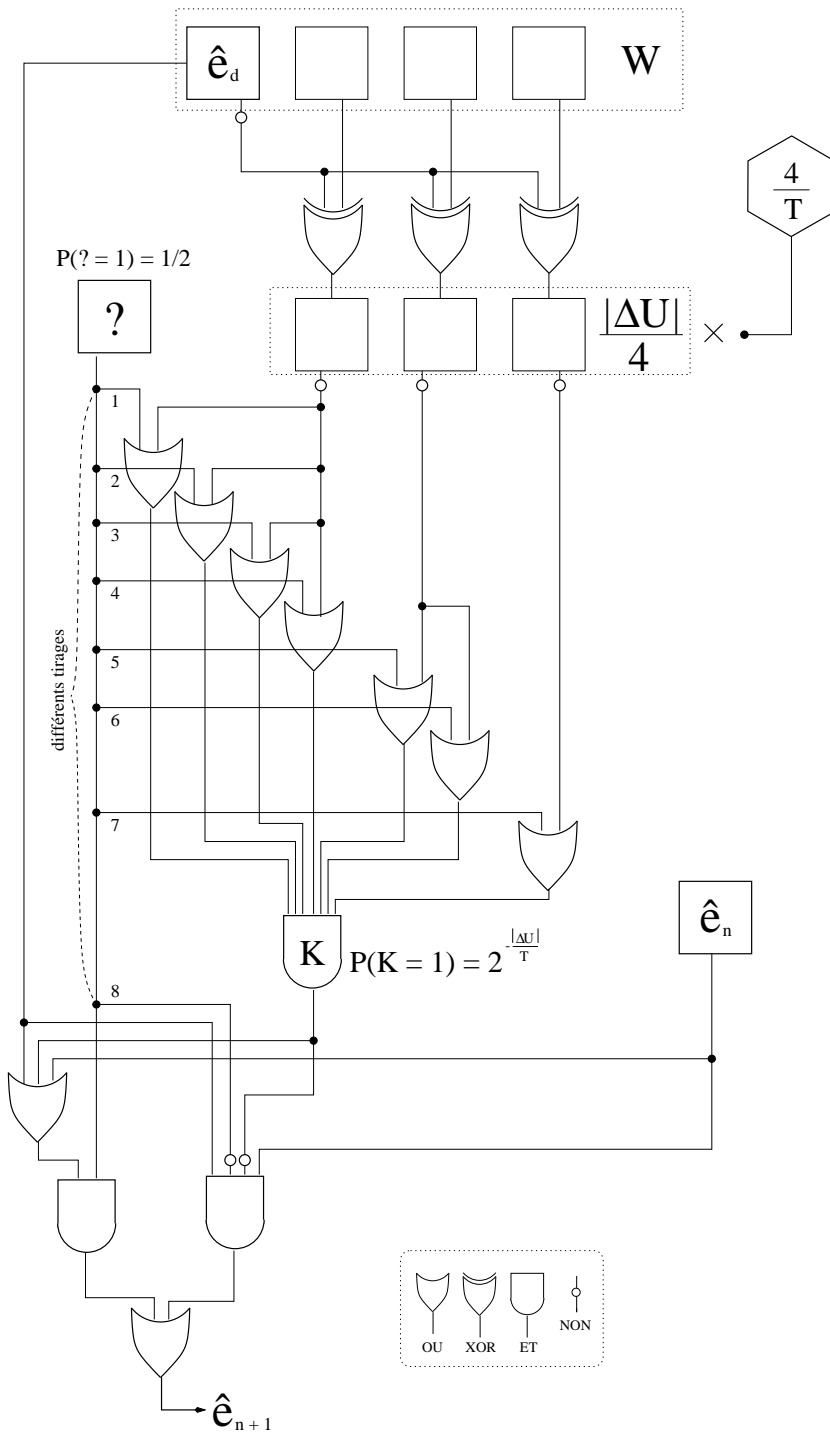 ê_d
W
4
T
P(? = 1) = 1/2
?
|ΔU|
4
×
1
2
3
4
5
6
7
8
différents tirages
K
P(K = 1) = 2^{-|ΔU|/T}
ê_n
OU
XOR
ET
NON
ê_{n + 1}